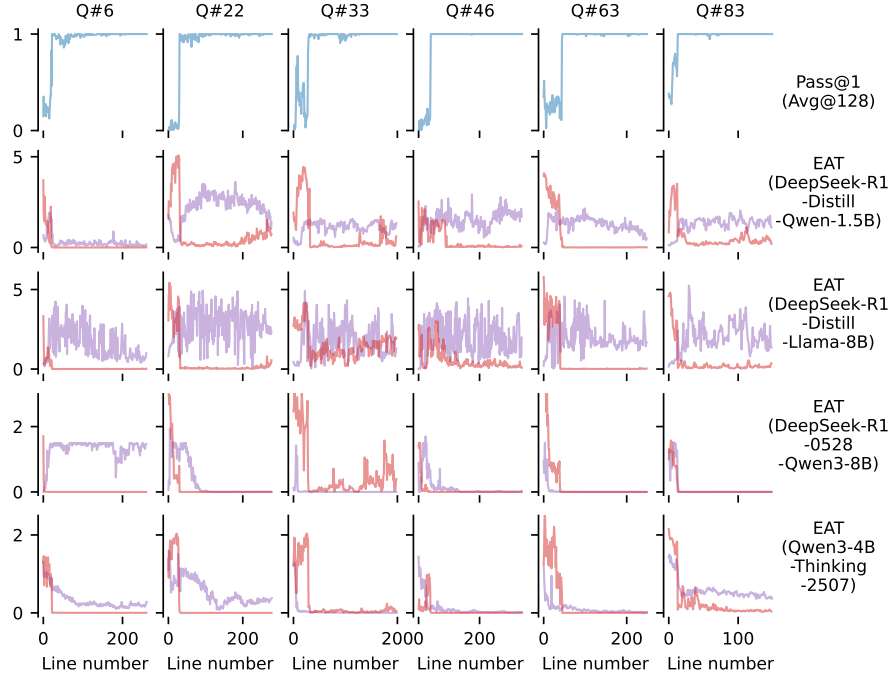 Q#6 Q#22 Q#33 Q#46 Q#63 Q#83
1
0
Pass@1
(Avg@128)
5
0
EAT
(DeepSeek-R1
-Distill
-Qwen-1.5B)
5
0
EAT
(DeepSeek-R1
-Distill
-Llama-8B)
2
0
EAT
(DeepSeek-R1
-0528
-Qwen3-8B)
2
0
EAT
(Qwen3-4B
-Thinking
-2507)
0 200 0 200 0 200 0 200 0 200 0 100
Line number Line number Line number Line number Line number Line number